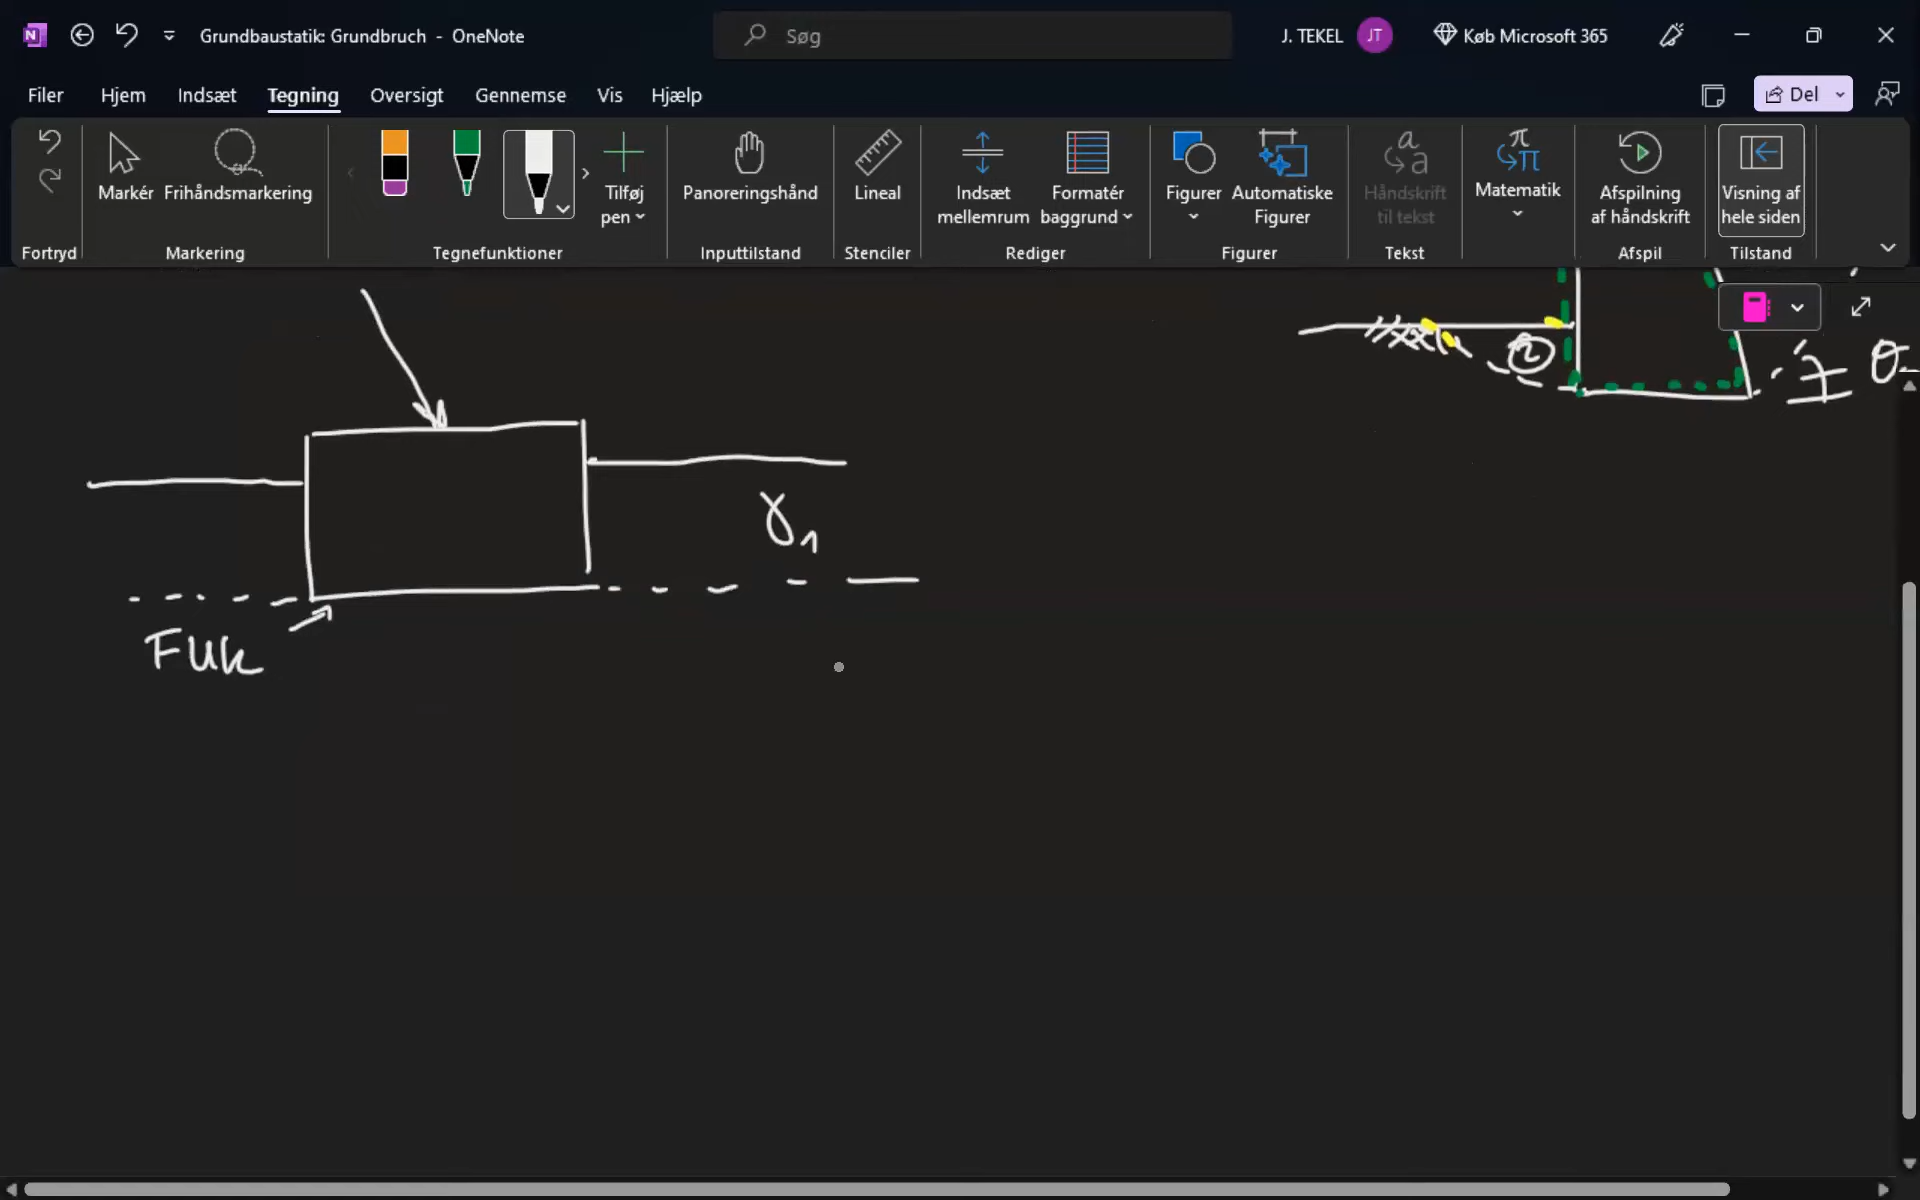 Grundbaustatik: Grundbruch - OneNote
Søg
J. TEKEL
JT
Køb Microsoft 365
Filer
Hjem
Indsæt
Tegning
Oversigt
Gennemse
Vis
Hjælp
Del
Markér
Frihåndsmarkering
Tilføj
pen
Panoreringshånd
Lineal
Indsæt
mellemrum
Formatér
baggrund
Figurer
Automatiske
Figurer
Håndskrift
til tekst
Matematik
Afspilning
af håndskrift
Visning af
hele siden
Fortryd
Markering
Tegnefunktioner
Inputtilstand
Stenciler
Rediger
Figurer
Tekst
Afspil
Tilstand
②
γ₁
FUK